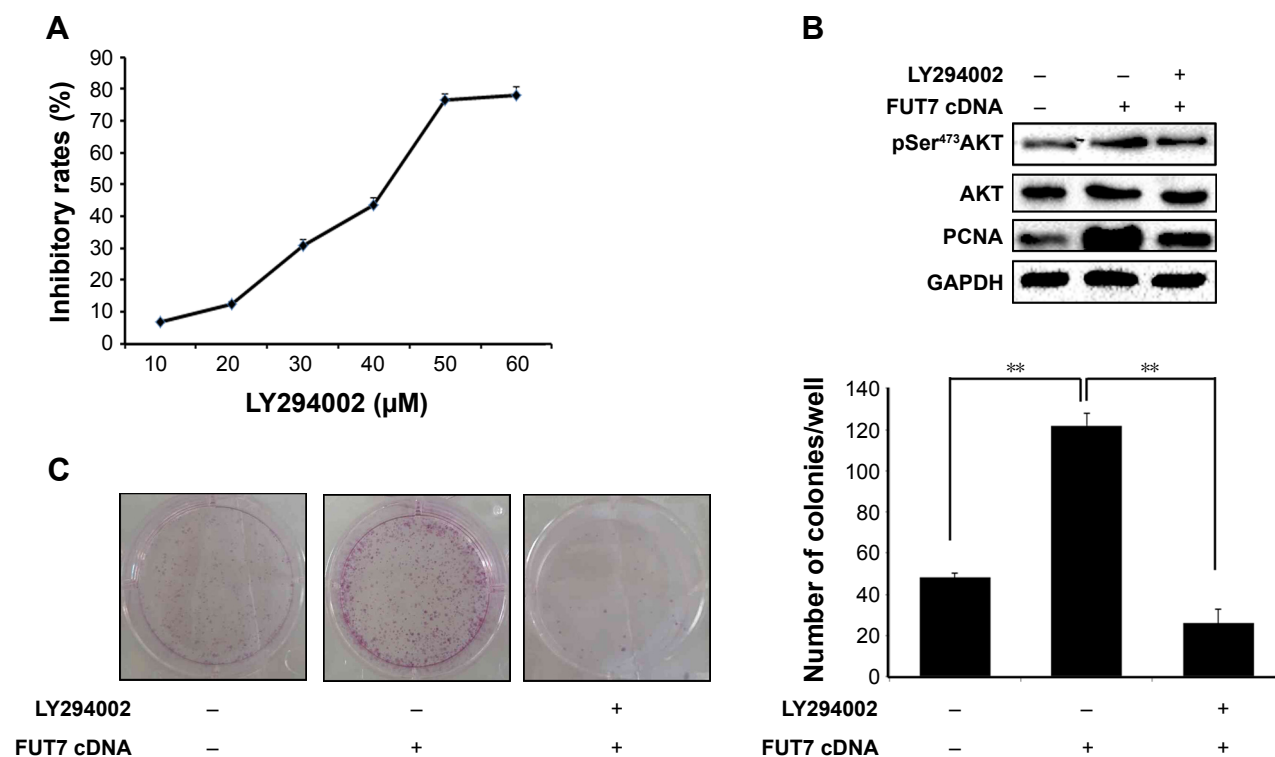 A
Inhibitory rates (%)
90
80
70
60
50
40
30
20
10
0
10 20 30 40 50 60
LY294002 (µM)
B
LY294002 – – +
FUT7 cDNA – + +
pSer⁴⁷³AKT
AKT
PCNA
GAPDH
C
LY294002 – – +
FUT7 cDNA – + +
** **
Number of colonies/well
140
120
100
80
60
40
20
0
LY294002 – – +
FUT7 cDNA – + +